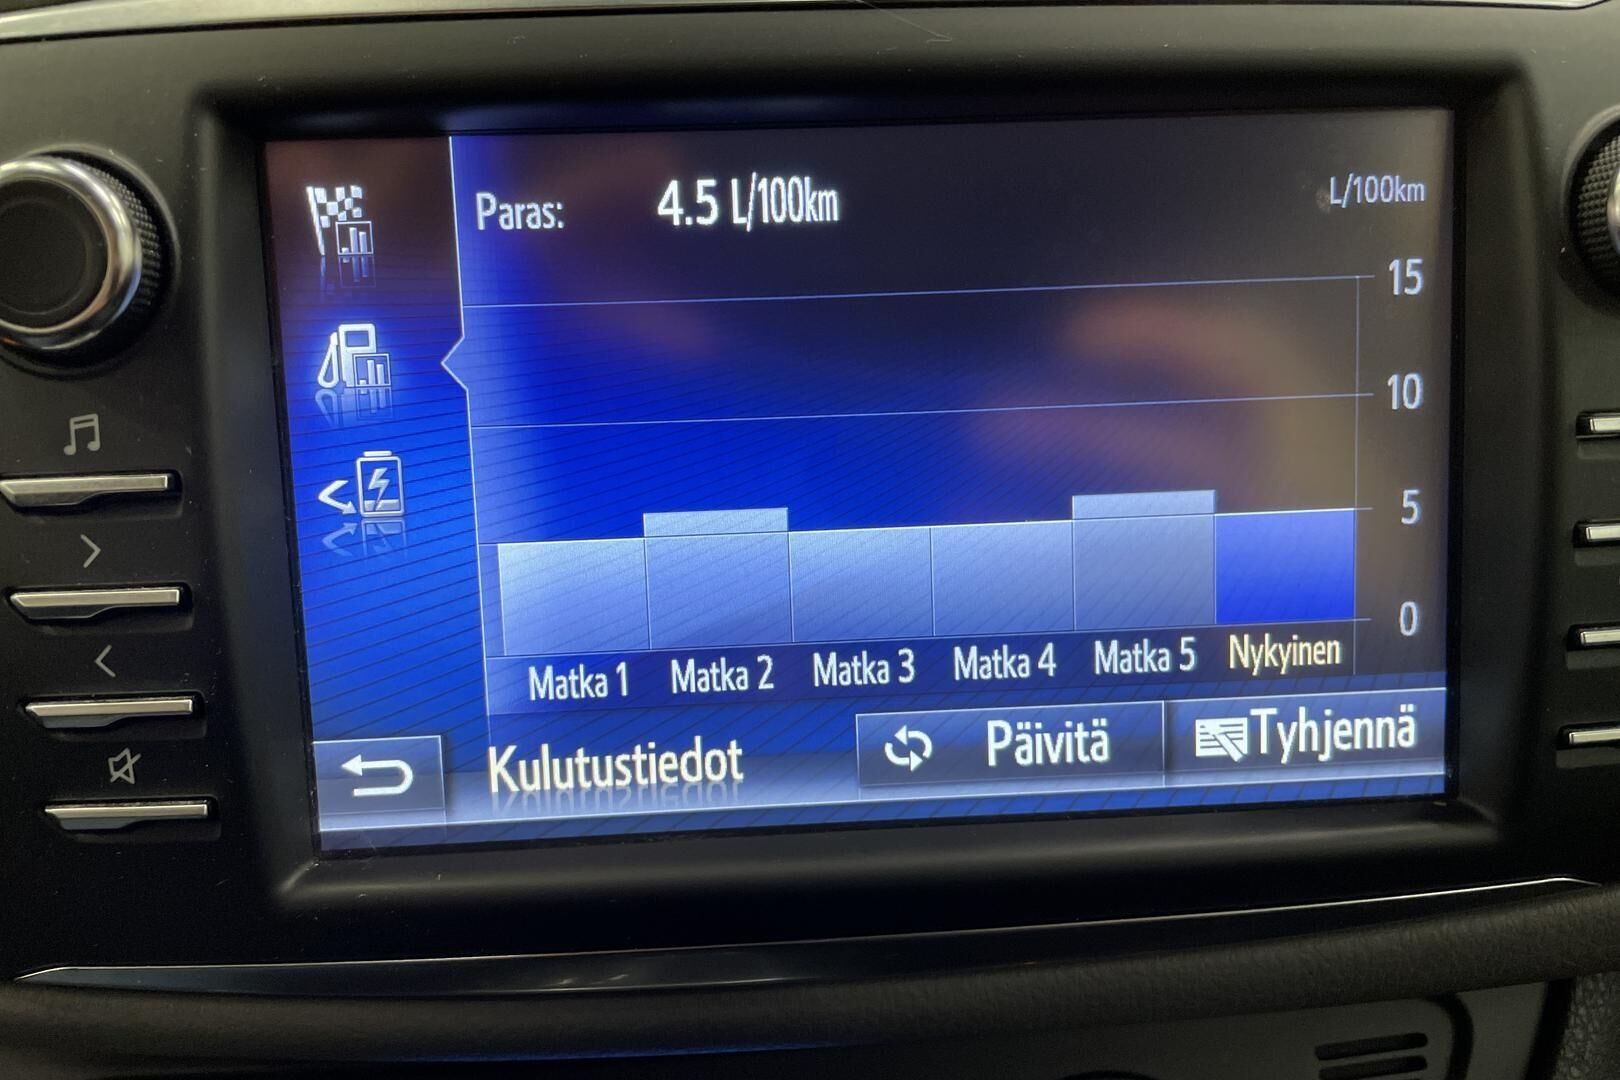 Paras: 4.5 L/100km
L/100km
15
10
5
0
Matka 1 Matka 2 Matka 3 Matka 4 Matka 5 Nykyinen
Kulutustiedot Päivitä Tyhjennä